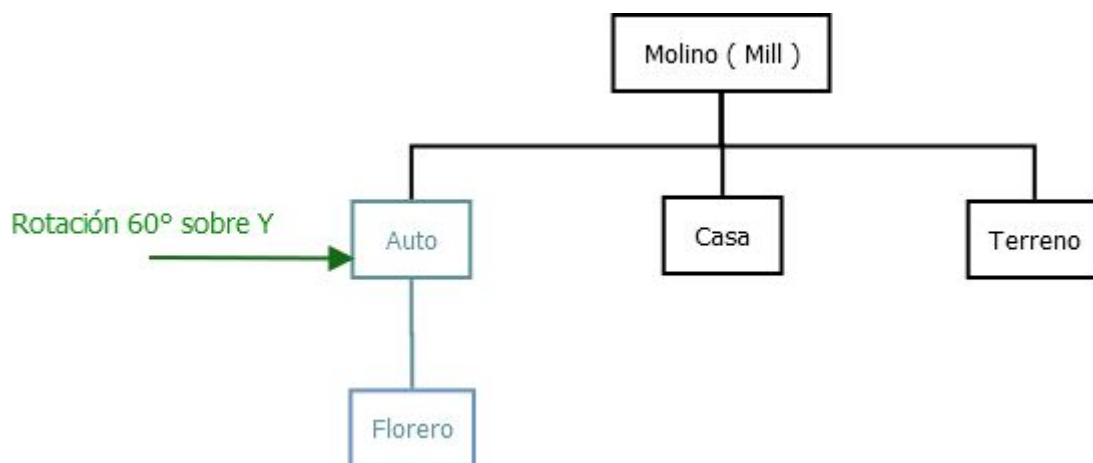 Molino ( Mill )
Rotación 60° sobre Y
Auto
Casa
Terreno
Florero